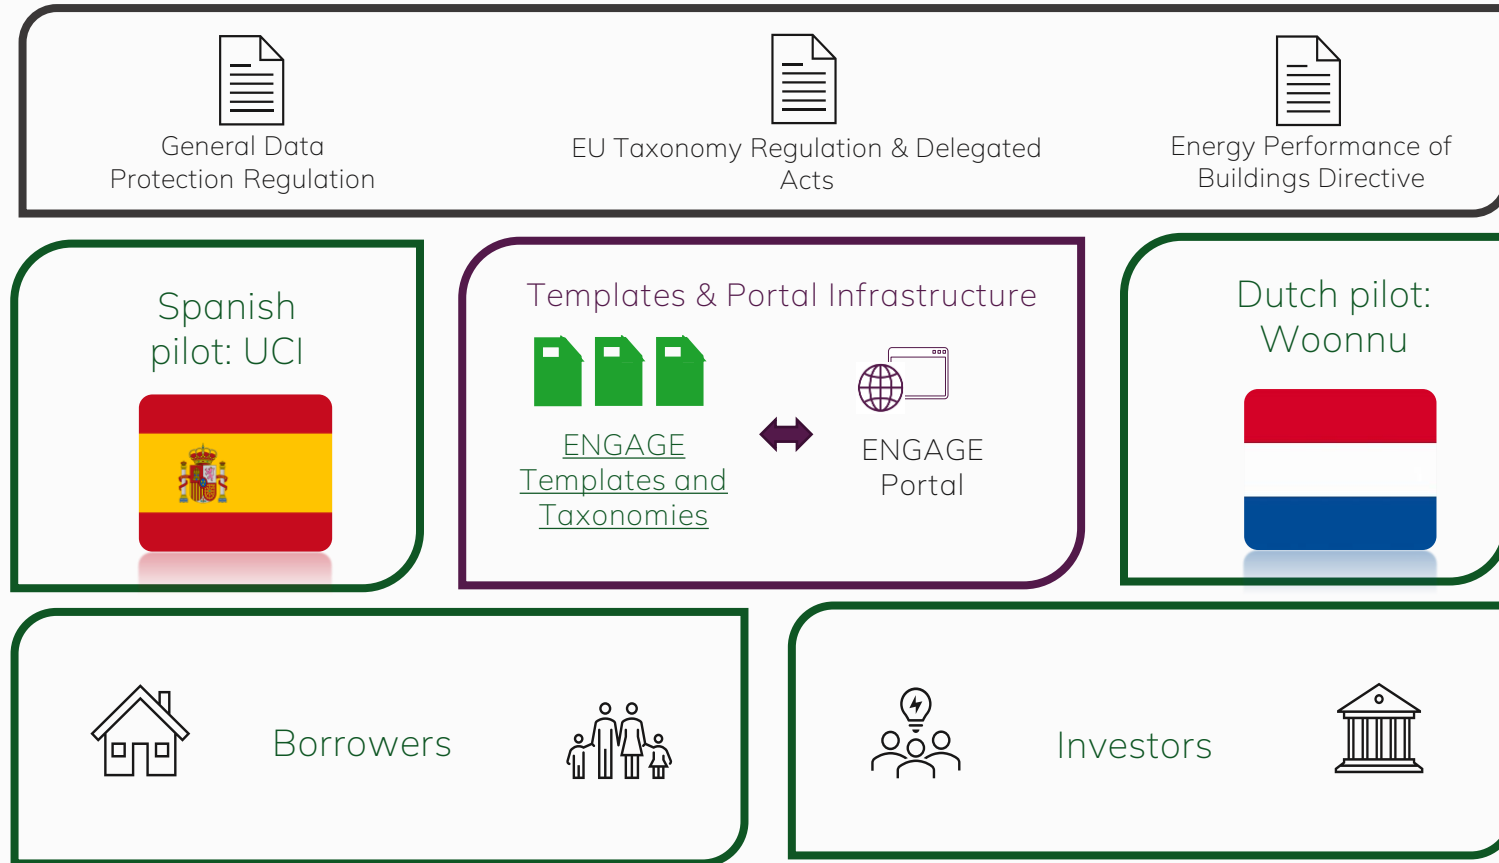 General Data
Protection Regulation
EU Taxonomy Regulation & Delegated
Acts
Energy Performance of
Buildings Directive
Spanish
pilot: UCI
Templates & Portal Infrastructure
ENGAGE
Templates and
Taxonomies
ENGAGE
Portal
Dutch pilot:
Woonnu
Borrowers
Investors